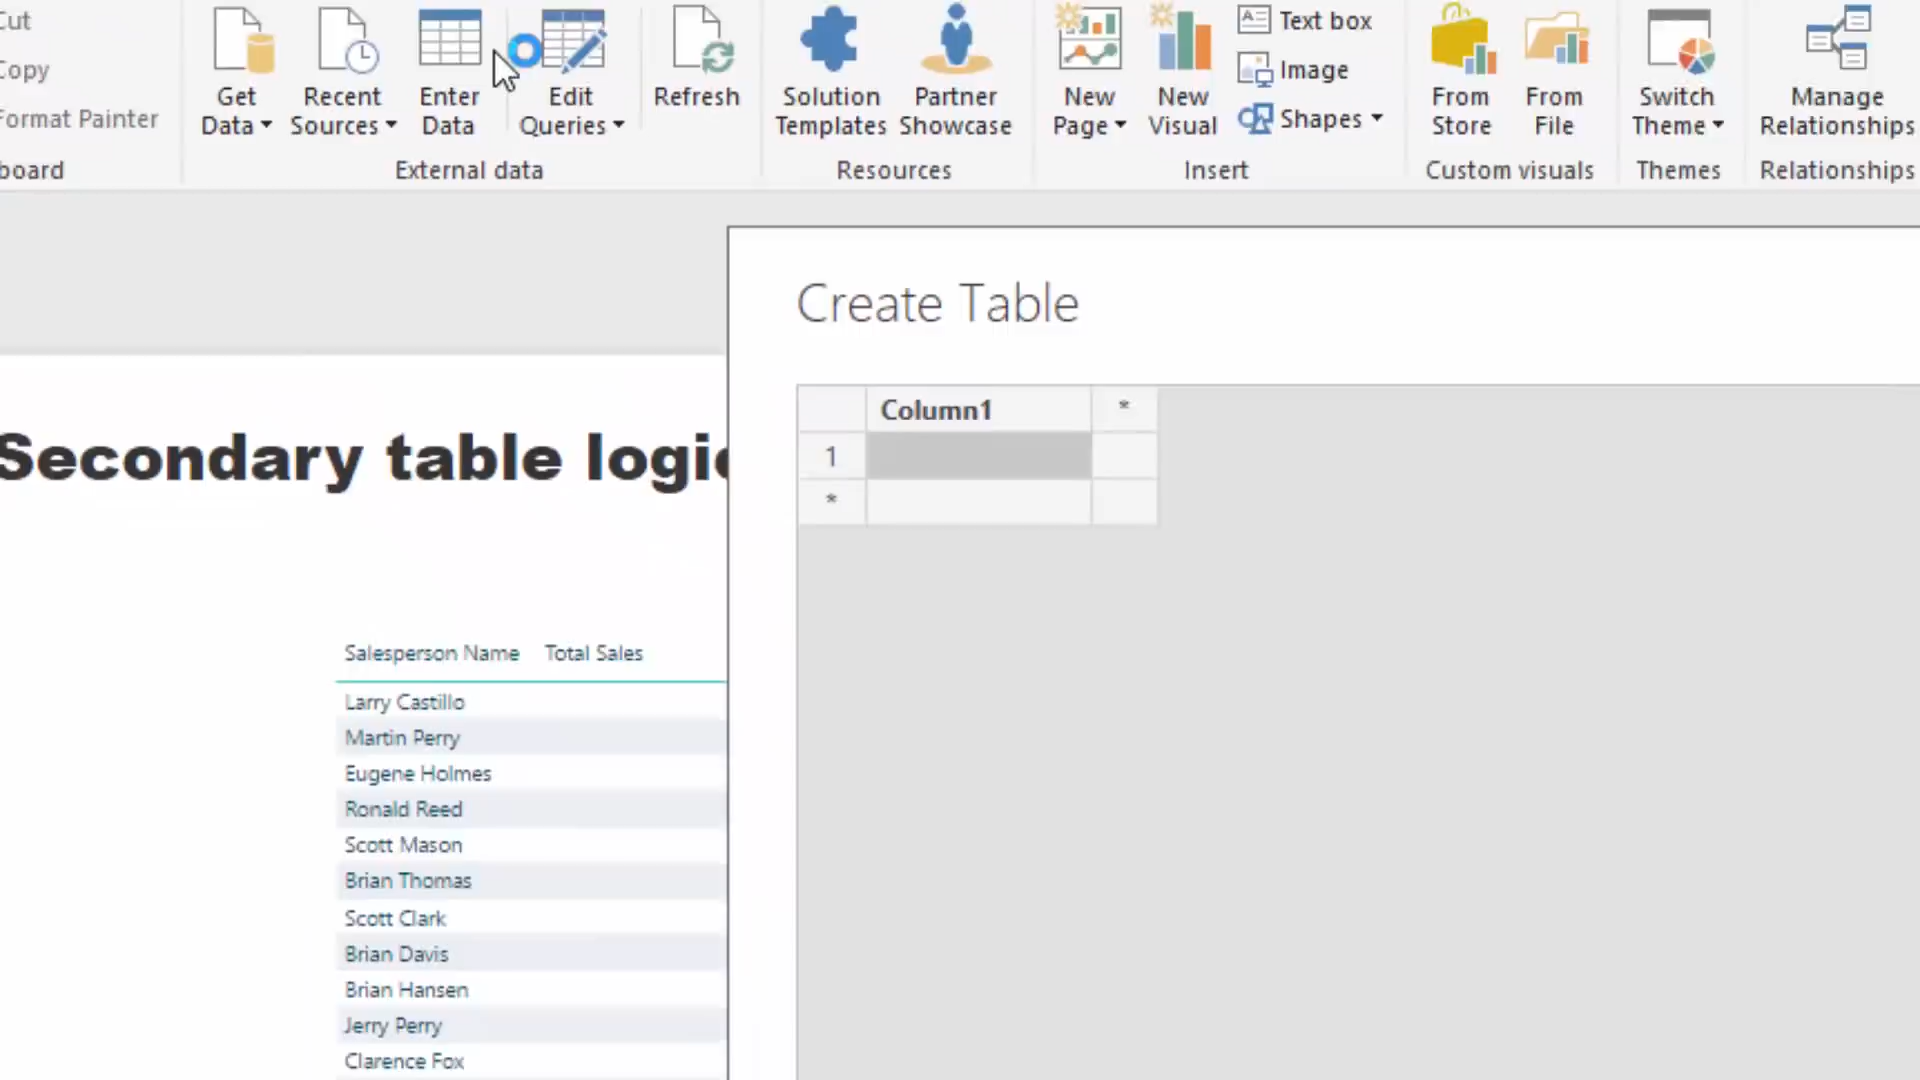 Cut
Copy
Format Painter
board
Get
Data
Recent
Sources
Enter
Data
Edit
Queries
Refresh
External data
Solution
Templates
Partner
Showcase
Resources
New
Page
New
Visual
Text box
Image
Shapes
Insert
From
Store
From
File
Custom visuals
Switch
Theme
Themes
Manage
Relationships
Relationships
Create Table
Column1 *
1
*
Secondary table logic
Salesperson Name Total Sales
Larry Castillo
Martin Perry
Eugene Holmes
Ronald Reed
Scott Mason
Brian Thomas
Scott Clark
Brian Davis
Brian Hansen
Jerry Perry
Clarence Fox